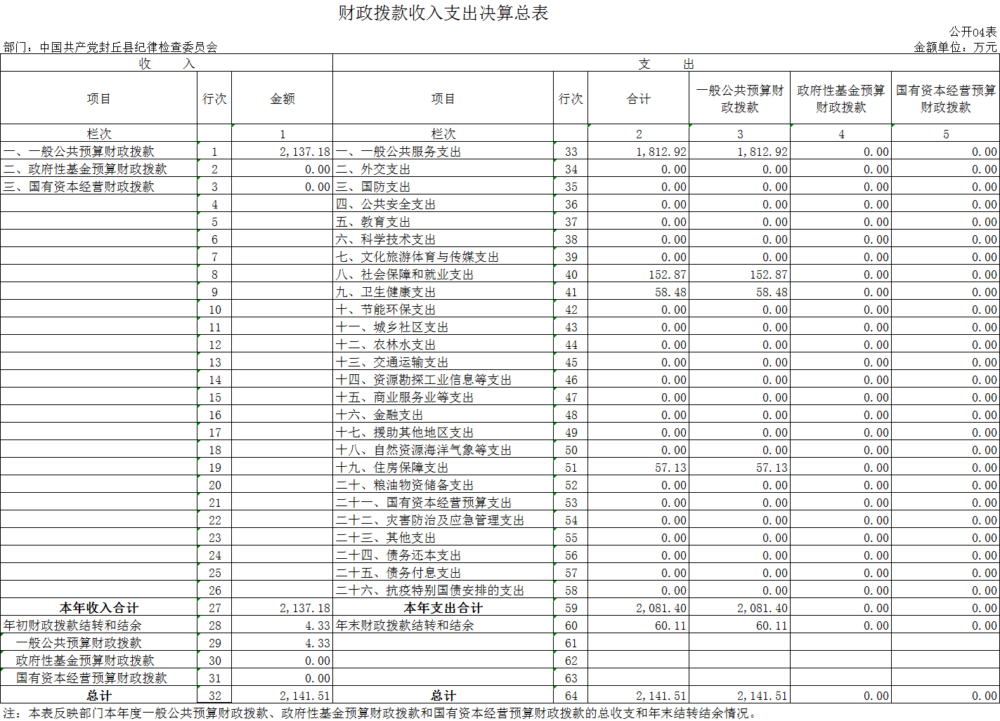 财政拨款收入支出决算总表
公开04表
部门：中国共产党封丘县纪律检查委员会 金额单位：万元
收 入 支 出
项目 行次 金额 项目 行次 合计 一般公共预算财政拨款 政府性基金预算财政拨款 国有资本经营预算财政拨款
栏次 1 栏次 2 3 4 5
一、一般公共预算财政拨款 1 2,137.18 一、一般公共服务支出 33 1,812.92 1,812.92 0.00 0.00
二、政府性基金预算财政拨款 2 0.00 二、外交支出 34 0.00 0.00 0.00 0.00
三、国有资本经营财政拨款 3 0.00 三、国防支出 35 0.00 0.00 0.00 0.00
4 四、公共安全支出 36 0.00 0.00 0.00 0.00
5 五、教育支出 37 0.00 0.00 0.00 0.00
6 六、科学技术支出 38 0.00 0.00 0.00 0.00
7 七、文化旅游体育与传媒支出 39 0.00 0.00 0.00 0.00
8 八、社会保障和就业支出 40 152.87 152.87 0.00 0.00
9 九、卫生健康支出 41 58.48 58.48 0.00 0.00
10 十、节能环保支出 42 0.00 0.00 0.00 0.00
11 十一、城乡社区支出 43 0.00 0.00 0.00 0.00
12 十二、农林水支出 44 0.00 0.00 0.00 0.00
13 十三、交通运输支出 45 0.00 0.00 0.00 0.00
14 十四、资源勘探工业信息等支出 46 0.00 0.00 0.00 0.00
15 十五、商业服务业等支出 47 0.00 0.00 0.00 0.00
16 十六、金融支出 48 0.00 0.00 0.00 0.00
17 十七、援助其他地区支出 49 0.00 0.00 0.00 0.00
18 十八、自然资源海洋气象等支出 50 0.00 0.00 0.00 0.00
19 十九、住房保障支出 51 57.13 57.13 0.00 0.00
20 二十、粮油物资储备支出 52 0.00 0.00 0.00 0.00
21 二十一、国有资本经营预算支出 53 0.00 0.00 0.00 0.00
22 二十二、灾害防治及应急管理支出 54 0.00 0.00 0.00 0.00
23 二十三、其他支出 55 0.00 0.00 0.00 0.00
24 二十四、债务还本支出 56 0.00 0.00 0.00 0.00
25 二十五、债务付息支出 57 0.00 0.00 0.00 0.00
26 二十六、抗疫特别国债安排的支出 58 0.00 0.00 0.00 0.00
本年收入合计 27 2,137.18 本年支出合计 59 2,081.40 2,081.40 0.00 0.00
年初财政拨款结转和结余 28 4.33 年末财政拨款结转和结余 60 60.11 60.11 0.00 0.00
一般公共预算财政拨款 29 4.33 61
政府性基金预算财政拨款 30 0.00 62
国有资本经营预算财政拨款 31 0.00 63
总计 32 2,141.51 总计 64 2,141.51 2,141.51 0.00 0.00
注：本表反映部门本年度一般公共预算财政拨款、政府性基金预算财政拨款和国有资本经营预算财政拨款的总收支和年末结转结余情况。